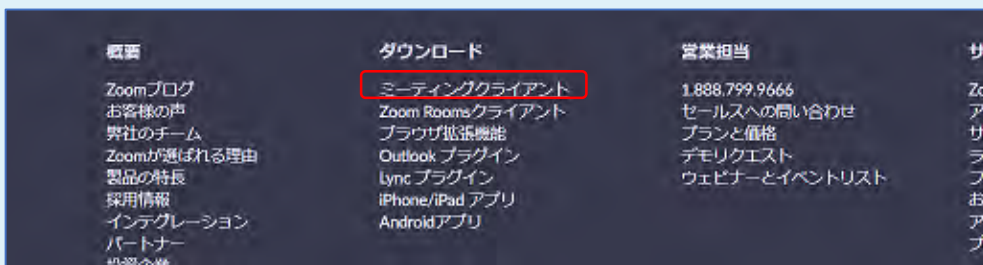 概要
Zoomブログ
お客様の声
弊社のチーム
Zoomが選ばれる理由
製品の特長
採用情報
インテグレーション
パートナー
ダウンロード
ミーティングクライアント
Zoom Roomsクライアント
ブラウザ拡張機能
Outlook プラグイン
Lync プラグイン
iPhone/iPad アプリ
Androidアプリ
営業担当
1.888.799.9666
セールスへの問い合わせ
プランと価格
デモリクエスト
ウェビナーとイベントリスト